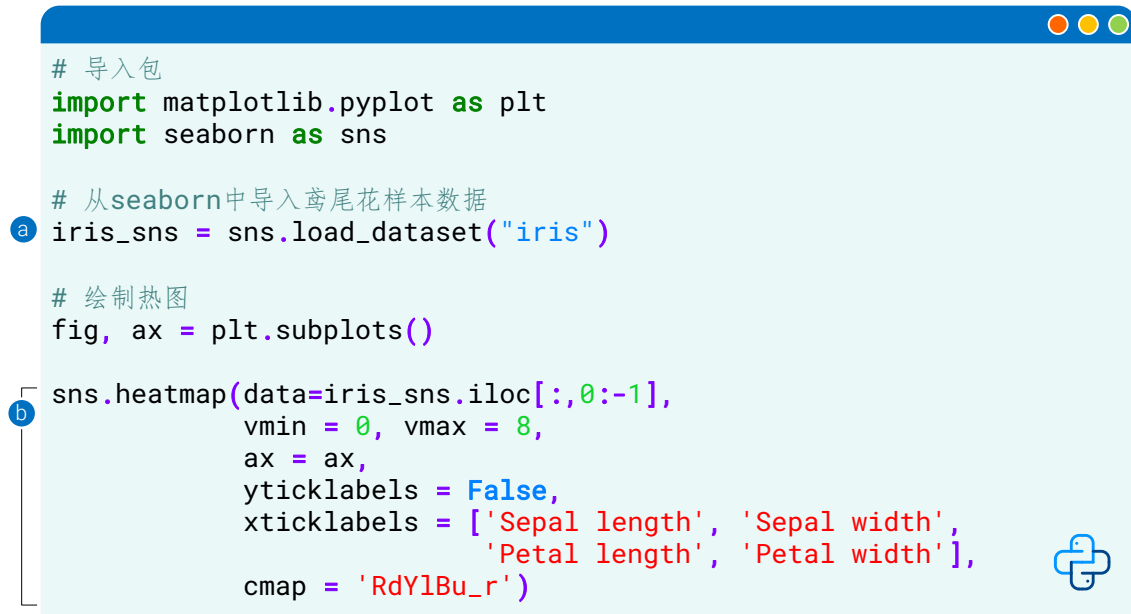 # 导入包
import matplotlib.pyplot as plt
import seaborn as sns
# 从seaborn中导入鸢尾花样本数据
a iris_sns = sns.load_dataset("iris")
# 绘制热图
fig, ax = plt.subplots()
sns.heatmap(data=iris_sns.iloc[:,0:-1],
b vmin = 0, vmax = 8,
ax = ax,
yticklabels = False,
xticklabels = ['Sepal length', 'Sepal width',
'Petal length', 'Petal width'],
cmap = 'RdYlBu_r')